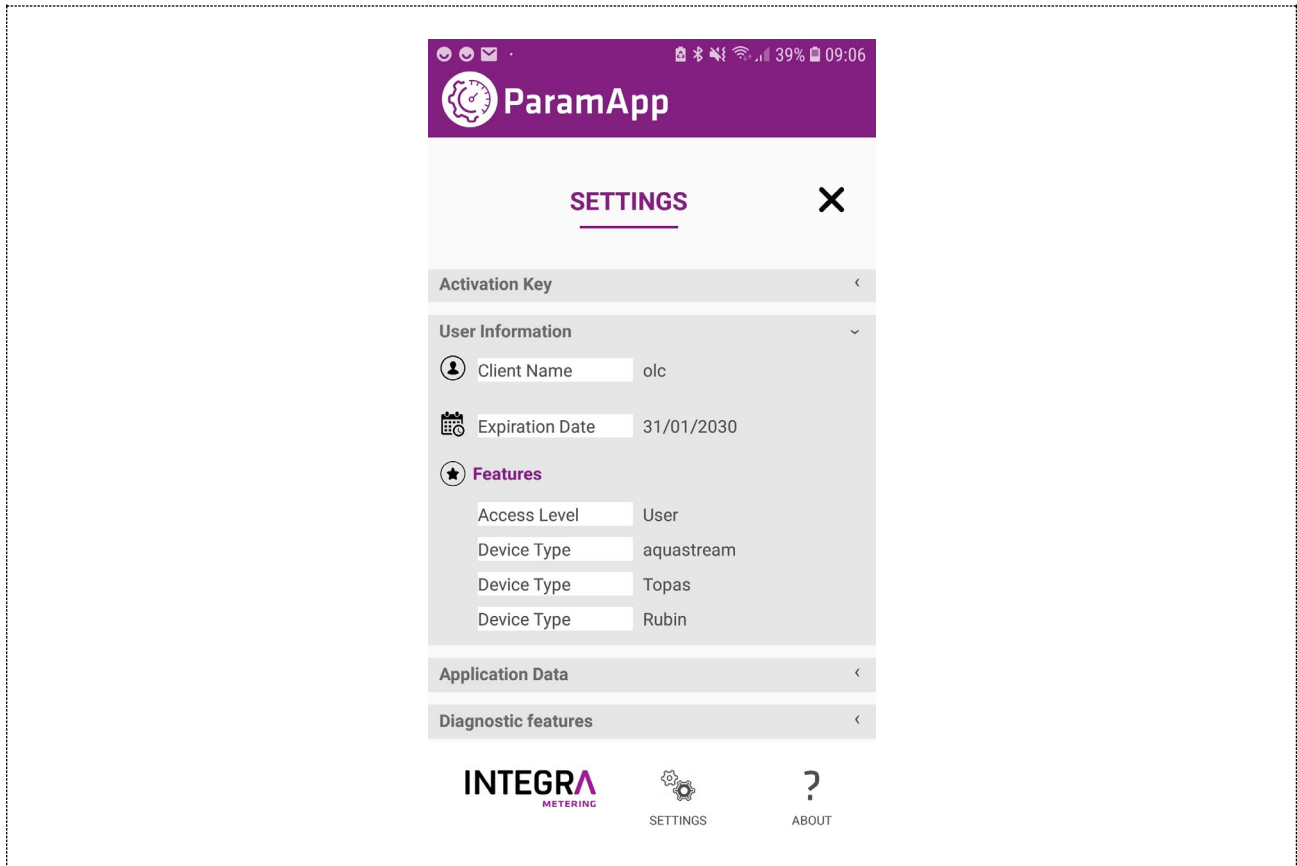 39% 09:06
ParamApp
SETTINGS
Activation Key
User Information
Client Name olc
Expiration Date 31/01/2030
Features
Access Level User
Device Type aquastream
Device Type Topas
Device Type Rubin
Application Data
Diagnostic features
INTEGRA
METERING
SETTINGS
ABOUT